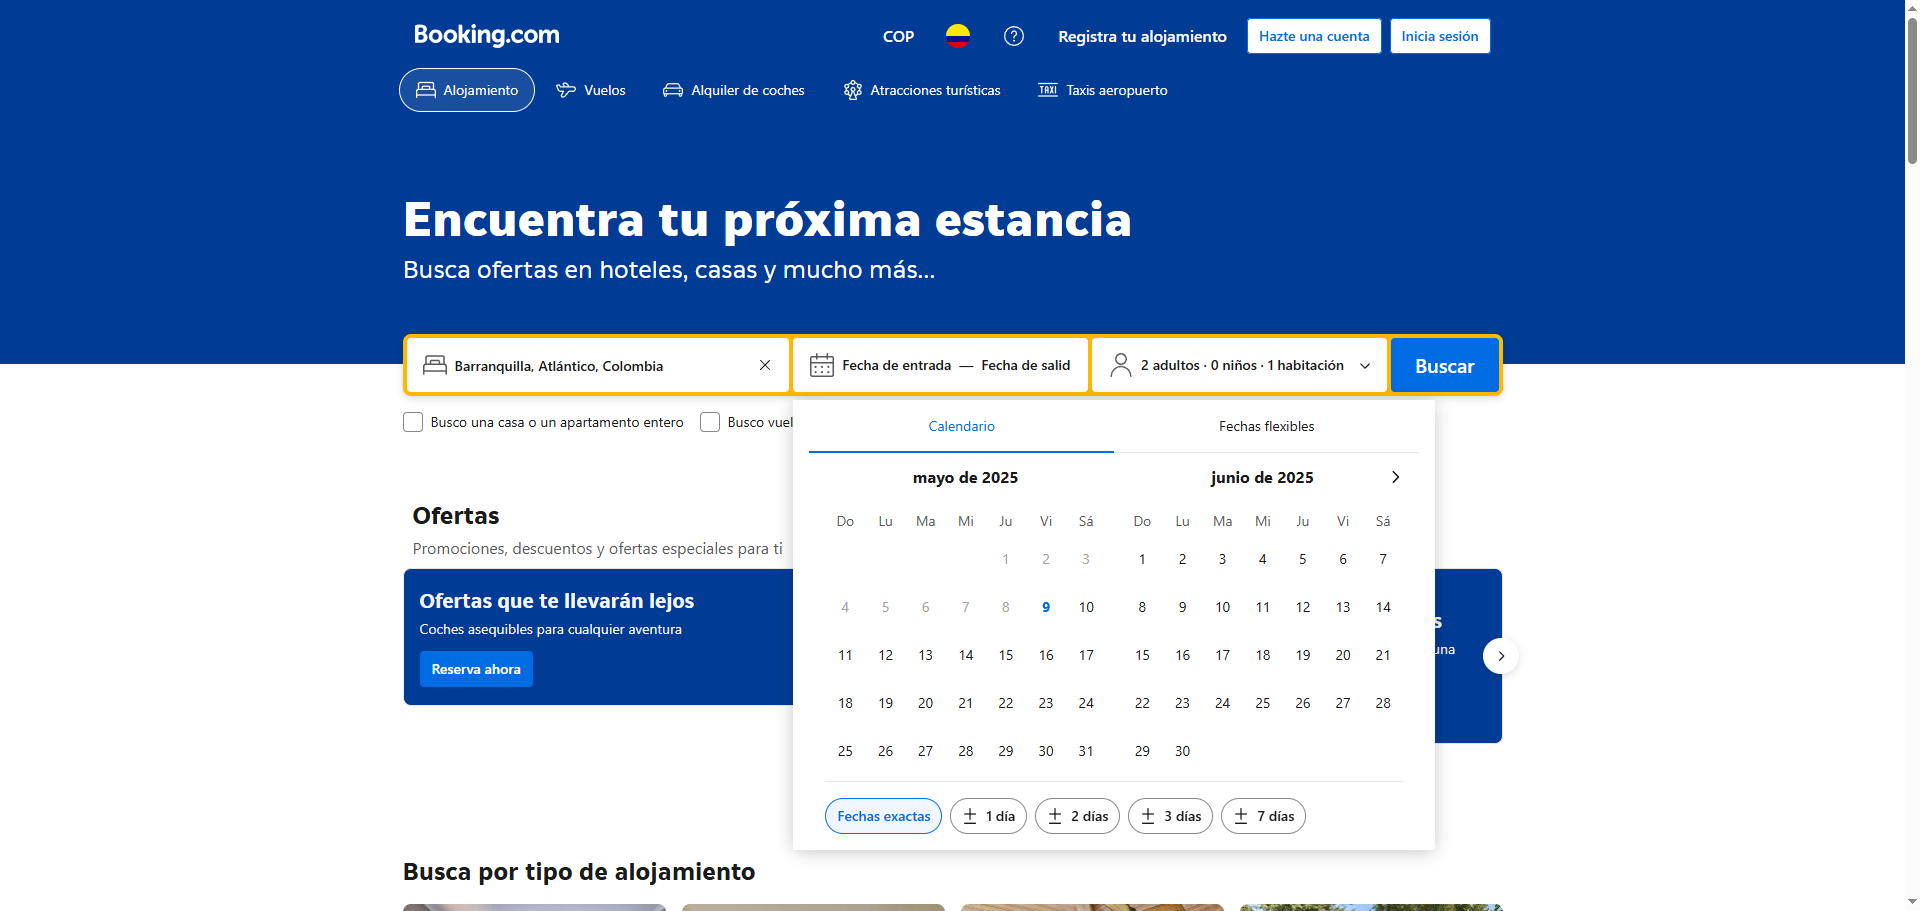 Booking.com
COP
Registra tu alojamiento
Hazte una cuenta
Inicia sesión
Alojamiento
Vuelos
Alquiler de coches
Atracciones turísticas
TAXI
Taxis aeropuerto
Encuentra tu próxima estancia
Busca ofertas en hoteles, casas y mucho más...
Barranquilla, Atlántico, Colombia
Fecha de entrada — Fecha de salid
2 adultos · 0 niños · 1 habitación
Buscar
Busco una casa o un apartamento entero
Busco vuel
Calendario
Fechas flexibles
mayo de 2025
Do Lu Ma Mi Ju Vi Sá
1 2 3
4 5 6 7 8 9 10
11 12 13 14 15 16 17
18 19 20 21 22 23 24
25 26 27 28 29 30 31
junio de 2025
Do Lu Ma Mi Ju Vi Sá
1 2 3 4 5 6 7
8 9 10 11 12 13 14
15 16 17 18 19 20 21
22 23 24 25 26 27 28
29 30
Fechas exactas
± 1 día
± 2 días
± 3 días
± 7 días
Ofertas
Promociones, descuentos y ofertas especiales para ti
Ofertas que te llevarán lejos
Coches asequibles para cualquier aventura
Reserva ahora
s
una
Busca por tipo de alojamiento